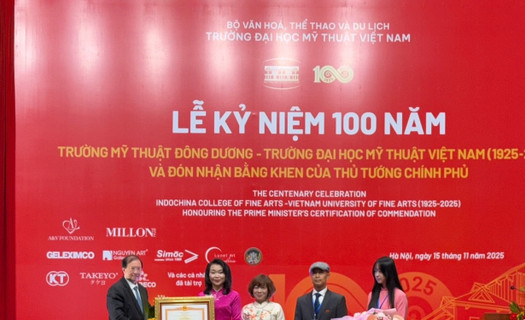 BỘ VĂN HOÁ, THỂ THAO VÀ DU LỊCH
TRƯỜNG ĐẠI HỌC MỸ THUẬT VIỆT NAM
100
LỄ KỶ NIỆM 100 NĂM
TRƯỜNG MỸ THUẬT ĐÔNG DƯƠNG - TRƯỜNG ĐẠI HỌC MỸ THUẬT VIỆT NAM (1925-2
VÀ ĐÓN NHẬN BẰNG KHEN CỦA THỦ TƯỚNG CHÍNH PHỦ
THE CENTENARY CELEBRATION
INDOCHINA COLLEGE OF FINE ARTS -VIETNAM UNIVERSITY OF FINE ARTS (1925-2025)
HONOURING THE PRIME MINISTER'S CERTIFICATION OF COMMENDATION
A&V FOUNDATION
MILLON
GELEXIMCO
NGUYEN ART
Simöc
KT
TAKEYO
Và các cá nh
đã tài trợ
Hà Nội, ngày 15 tháng 11 năm 2025
100
2025